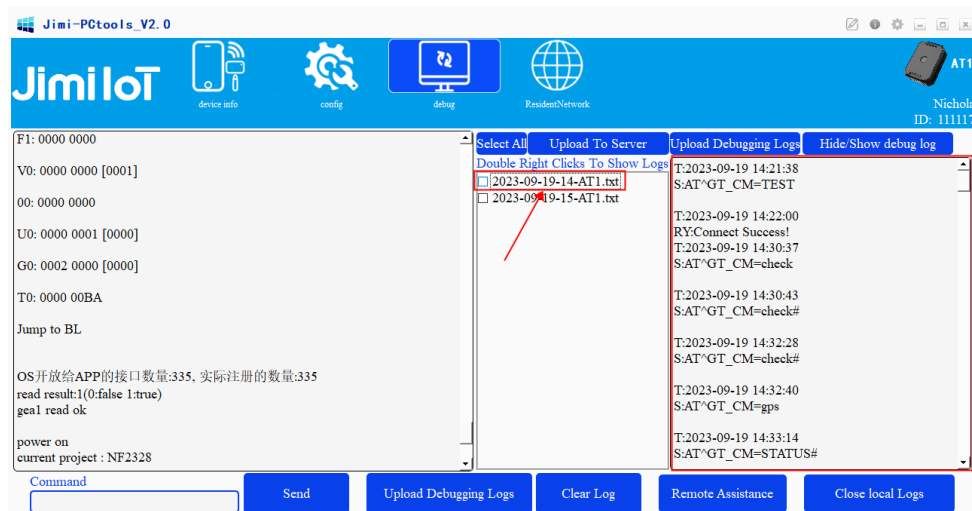 Jimi-PCtools_V2.0
JimiIoT
device info
config
debug
ResidentNetwork
AT1
Nichola
ID: 111117
F1: 0000 0000
V0: 0000 0000 [0001]
00: 0000 0000
U0: 0000 0001 [0000]
G0: 0002 0000 [0000]
T0: 0000 00BA
Jump to BL
OS开放给APP的接口数量:335, 实际注册的数量:335
read result:1(0:false 1:true)
gea1 read ok
power on
current project : NF2328
Select All
Upload To Server
Upload Debugging Logs
Hide/Show debug log
Double Right Clicks To Show Logs
2023-09-19-14-AT1.txt
2023-09-19-15-AT1.txt
T:2023-09-19 14:21:38
S:AT^GT_CM=TEST
T:2023-09-19 14:22:00
RY:Connect Success!
T:2023-09-19 14:30:37
S:AT^GT_CM=check
T:2023-09-19 14:30:43
S:AT^GT_CM=check#
T:2023-09-19 14:32:28
S:AT^GT_CM=check#
T:2023-09-19 14:32:40
S:AT^GT_CM=gps
T:2023-09-19 14:33:14
S:AT^GT_CM=STATUS#
Command
Send
Upload Debugging Logs
Clear Log
Remote Assistance
Close local Logs